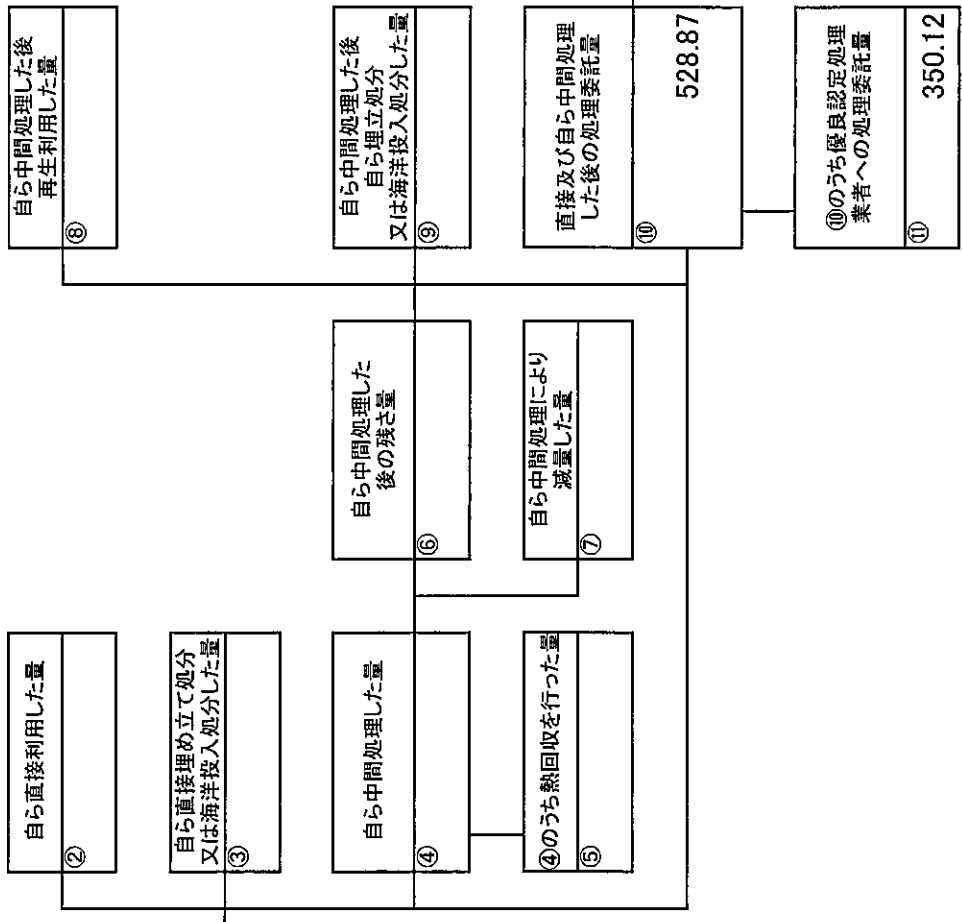 自ら直接利用した量
②
自ら直接埋め立て処分
又は海洋投入処分した量
③
自ら中間処理した量
④
④のうち熱回収を行った量
⑤
自ら中間処理した
後の残さ量
⑥
自ら中間処理により
減量した量
⑦
自ら中間処理した後
再生利用した量
⑧
自ら中間処理した後
自ら埋立処分
又は海洋投入処分した量
⑨
直接及び自ら中間処理
した後の処理委託量
⑩
528.87
⑩のうち優良認定処理
業者への処理委託量
⑪
350.12